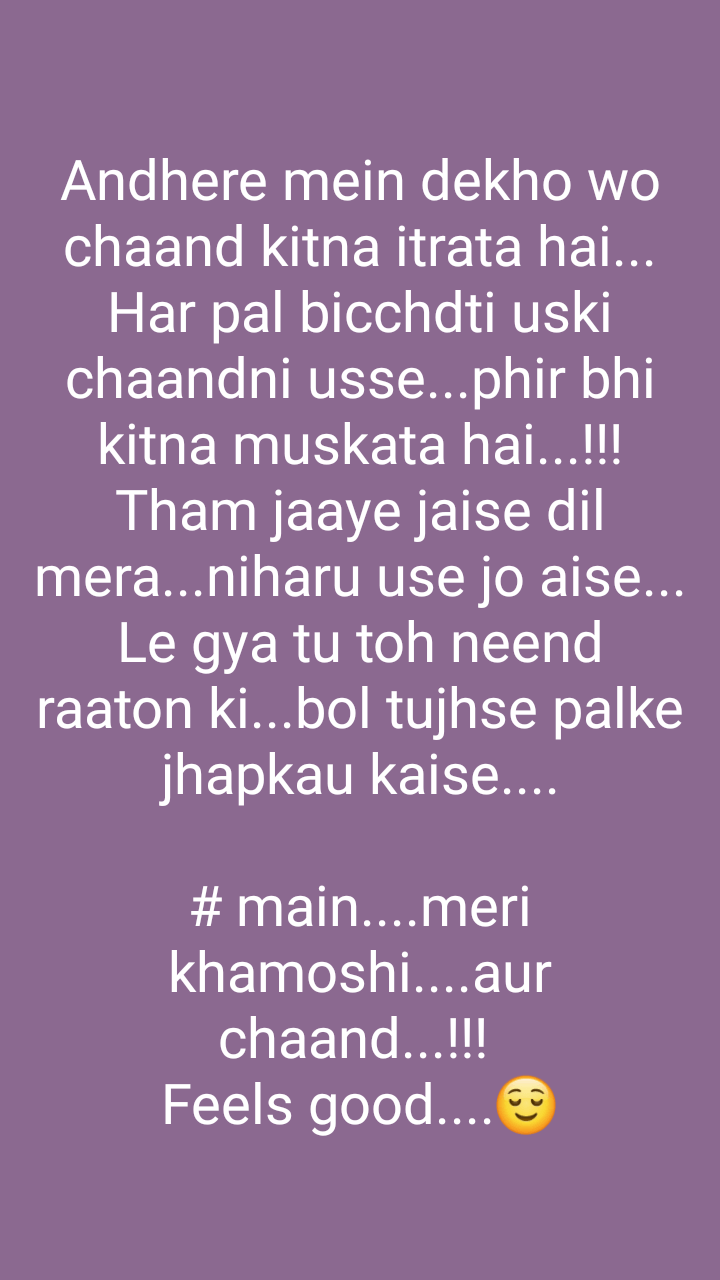 Andhere mein dekho wo
chaand kitna itrata hai...
Har pal bicchdti uski
chaandni usse...phir bhi
kitna muskata hai...!!!
Tham jaaye jaise dil
mera...niharu use jo aise...
Le gya tu toh neend
raaton ki...bol tujhse palke
jhapkau kaise....
# main....meri
khamoshi....aur
chaand...!!!
Feels good....😌